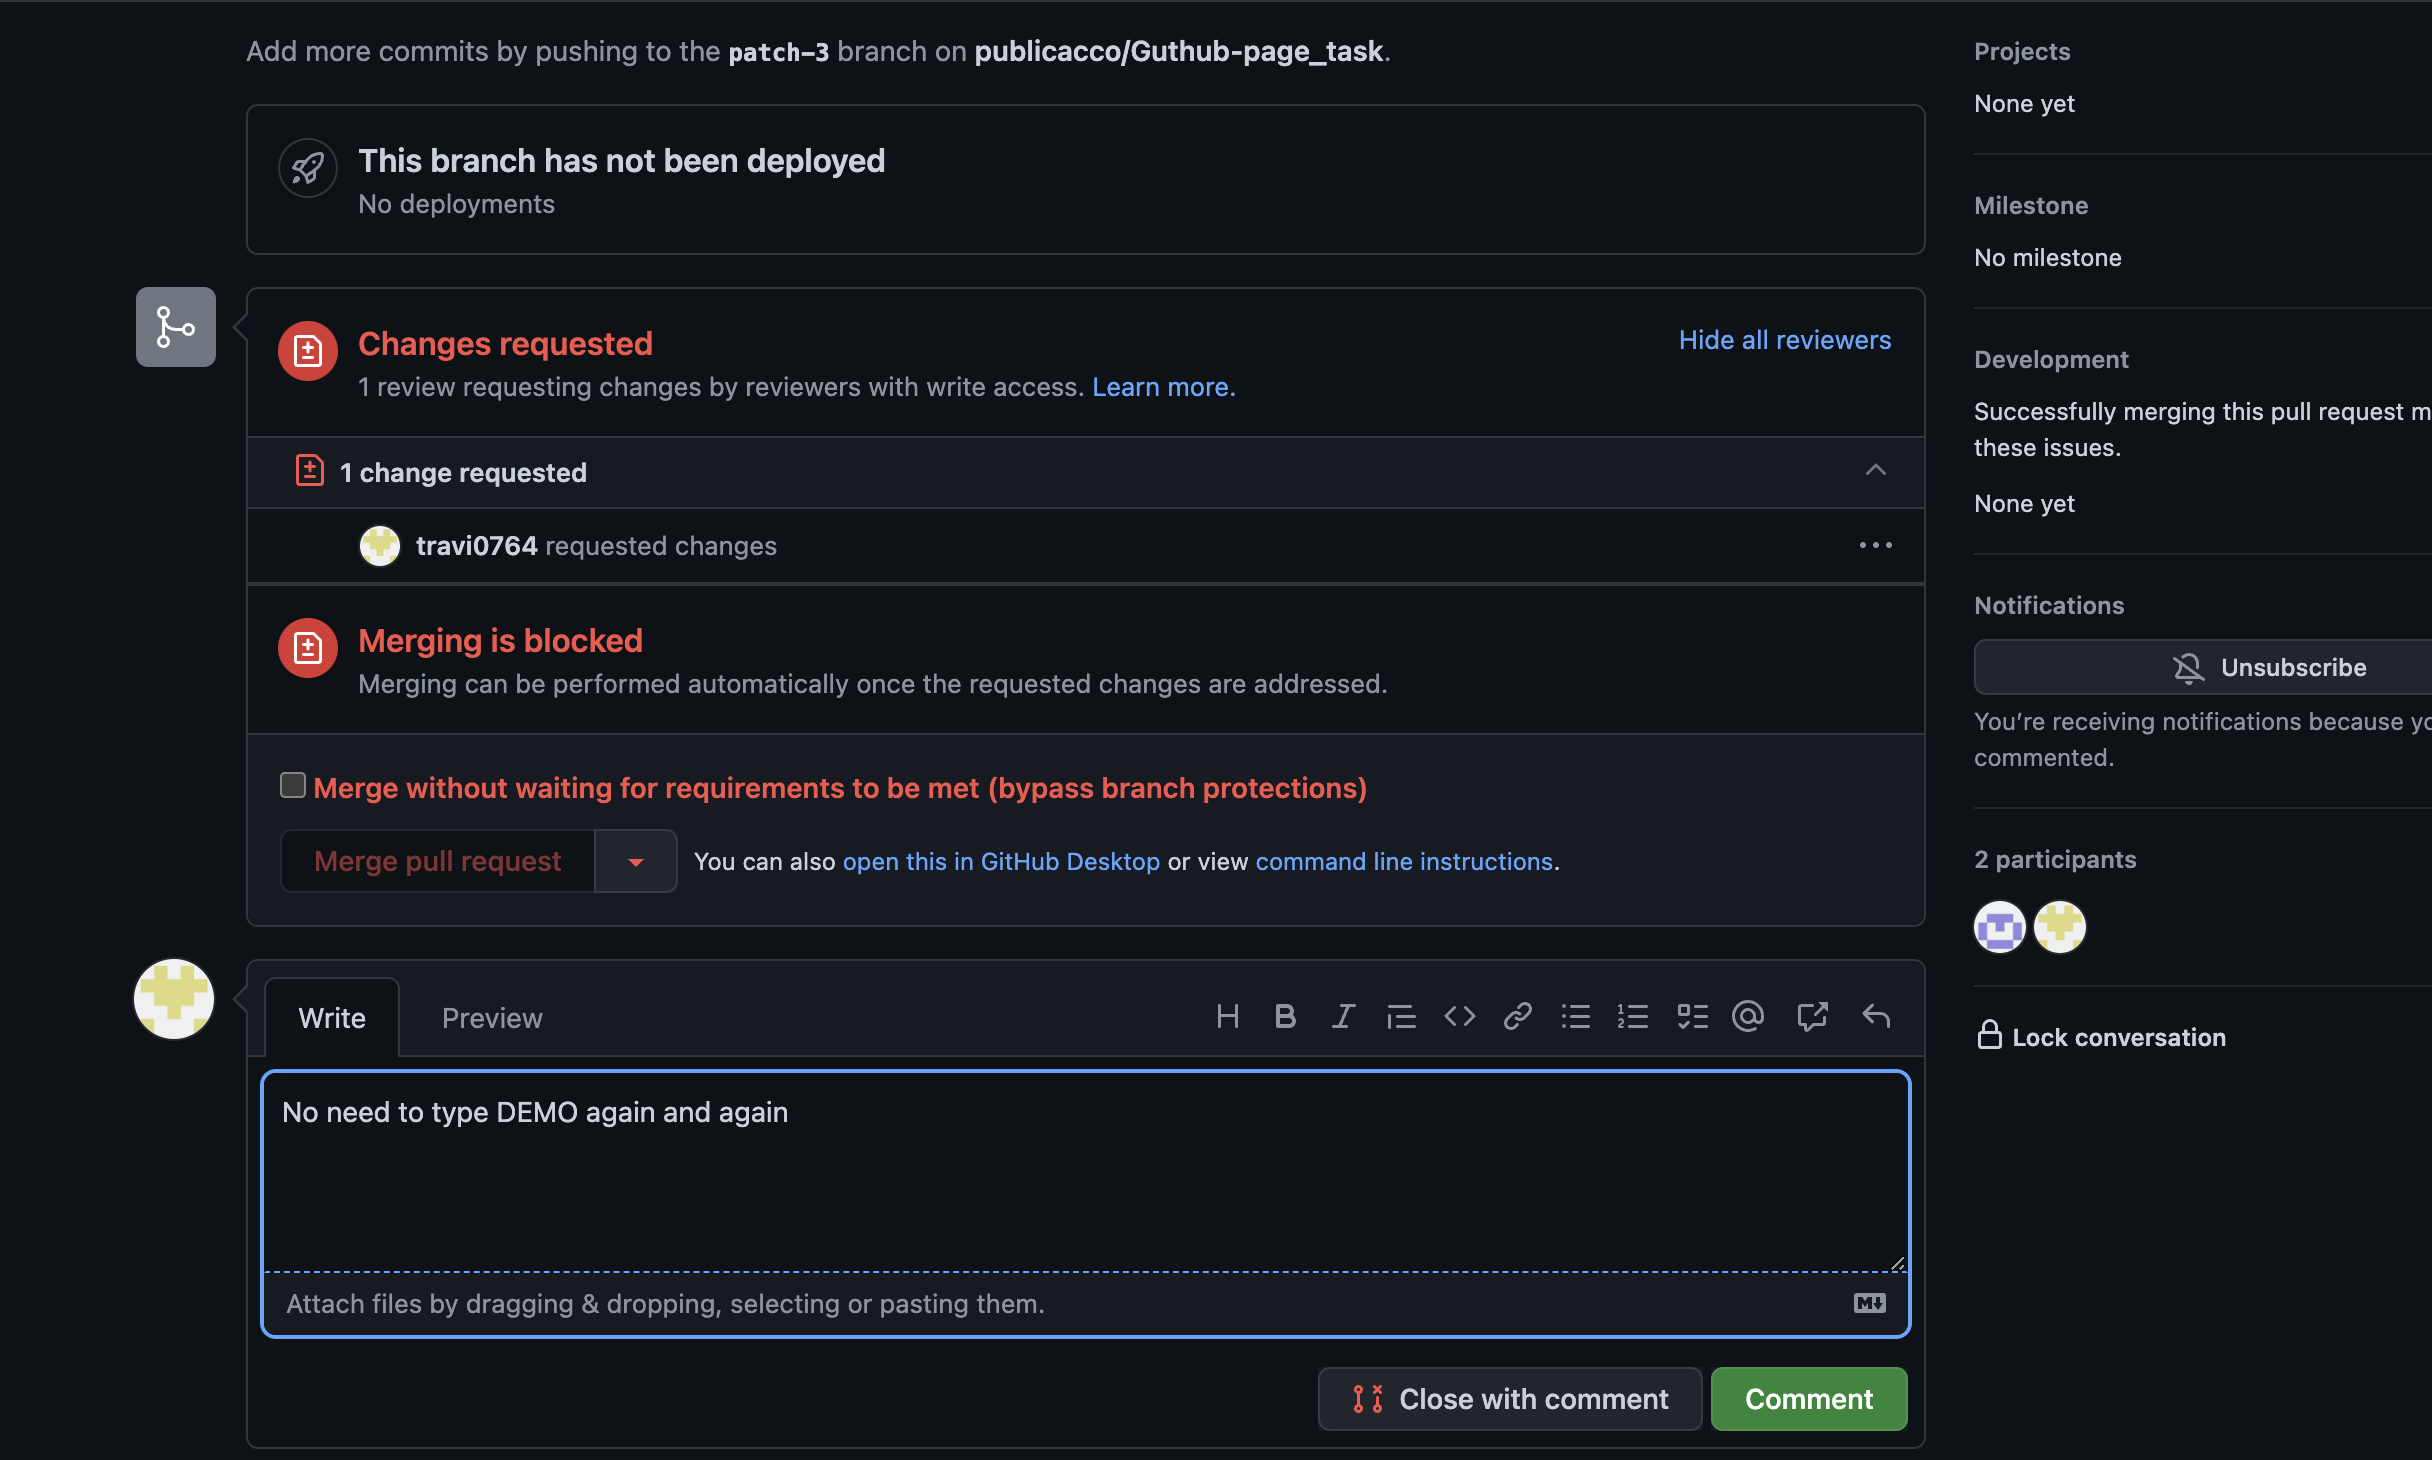 Add more commits by pushing to the patch-3 branch on publicacco/Guthub-page_task.
This branch has not been deployed
No deployments
Changes requested
Hide all reviewers
1 review requesting changes by reviewers with write access. Learn more.
1 change requested
travi0764 requested changes
Merging is blocked
Merging can be performed automatically once the requested changes are addressed.
Merge without waiting for requirements to be met (bypass branch protections)
Merge pull request
You can also open this in GitHub Desktop or view command line instructions.
Write
Preview
No need to type DEMO again and again
Attach files by dragging & dropping, selecting or pasting them.
Close with comment
Comment
Projects
None yet
Milestone
No milestone
Development
Successfully merging this pull request m
these issues.
None yet
Notifications
Unsubscribe
You're receiving notifications because yo
commented.
2 participants
Lock conversation